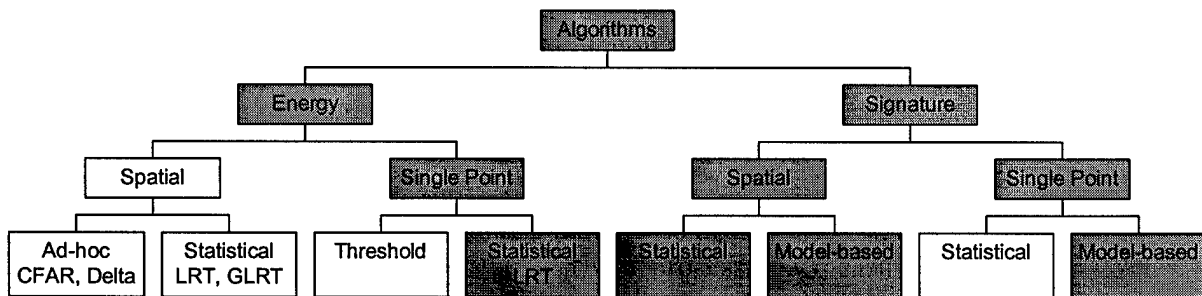 Algorithms
Energy
Signature
Spatial
Single Point
Spatial
Single Point
Ad-hoc
CFAR, Delta
Statistical
LRT, GLRT
Threshold
Statistical
LRT
Statistical
Model-based
Statistical
Model-based